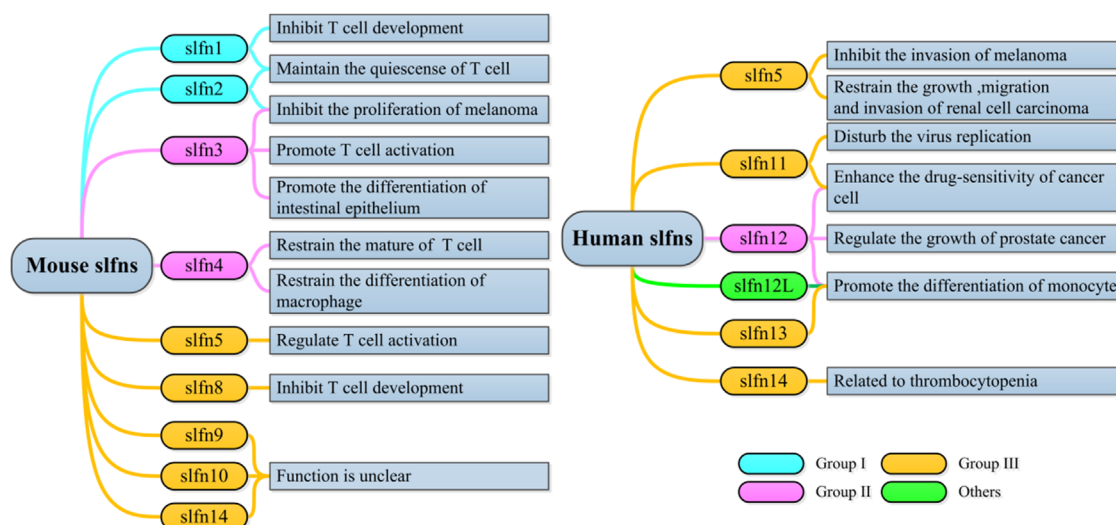 Mouse slfns
slfn1
Inhibit T cell development
Maintain the quiescense of T cell
slfn2
Inhibit the proliferation of melanoma
slfn3
Promote T cell activation
Promote the differentiation of
intestinal epithelium
slfn4
Restrain the mature of T cell
Restrain the differentiation of
macrophage
slfn5
Regulate T cell activation
slfn8
Inhibit T cell development
slfn9
slfn10
Function is unclear
slfn14
Human slfns
slfn5
Inhibit the invasion of melanoma
Restrain the growth ,migration
and invasion of renal cell carcinoma
slfn11
Disturb the virus replication
Enhance the drug-sensitivity of cancer
cell
slfn12
Regulate the growth of prostate cancer
slfn12L
Promote the differentiation of monocyte
slfn13
slfn14
Related to thrombocytopenia
Group I
Group III
Group II
Others